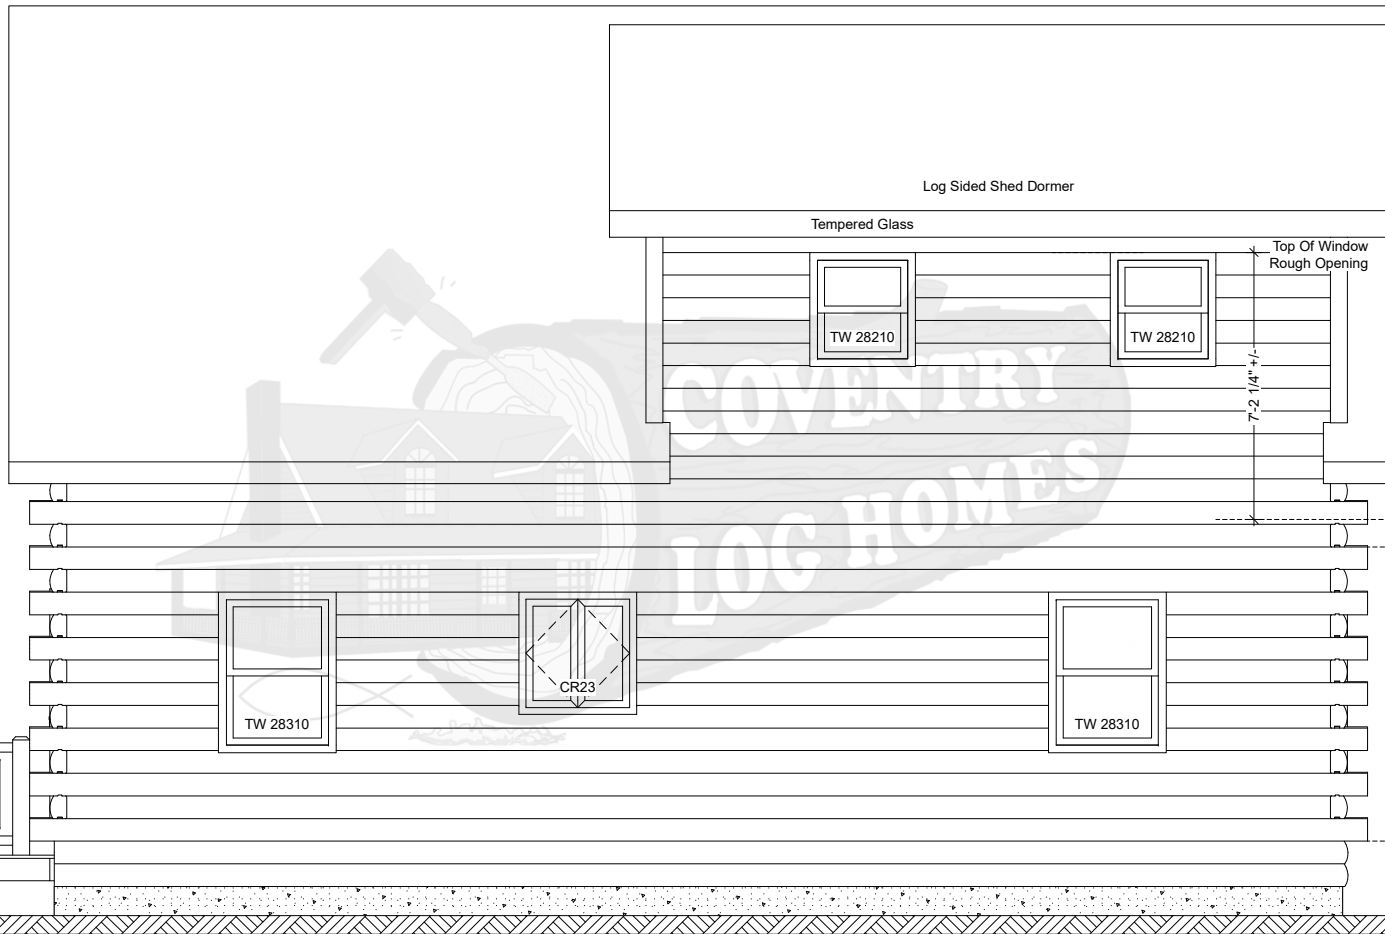 Log Sided Shed Dormer
Tempered Glass
Top Of Window
Rough Opening
TW 28210
TW 28210
7'-2 1/4" +/-
COVENTRY
LOG HOMES
CR23
TW 28310
TW 28310